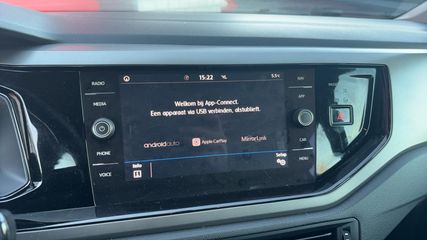 RADIO
MEDIA
PHONE
VOICE
15:22
5.5°c
Welkom bij App-Connect.
Een apparaat via USB verbinden, alstublieft.
androidauto
Apple CarPlay
MirrorLink
Info
Setup
NAV
APP
CAR
MENU